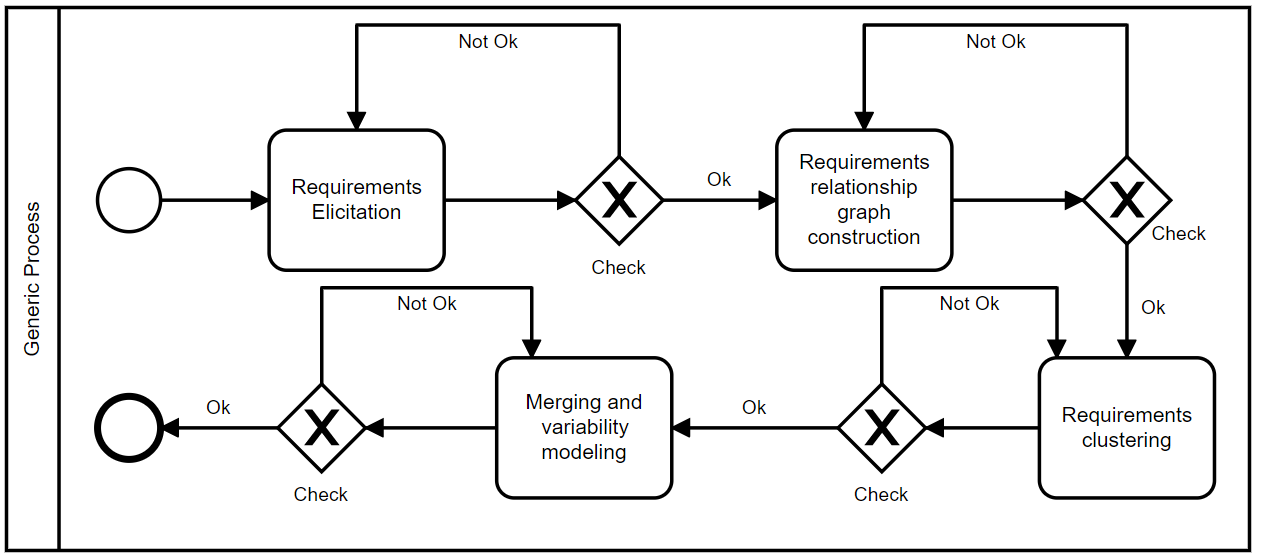 Generic Process
Not Ok
Not Ok
Requirements
Elicitation
X
Check
Ok
Requirements
relationship
graph
construction
X
Check
Ok
Not Ok
Requirements
clustering
X
Check
Ok
Not Ok
Merging and
variability
modeling
X
Check
Ok